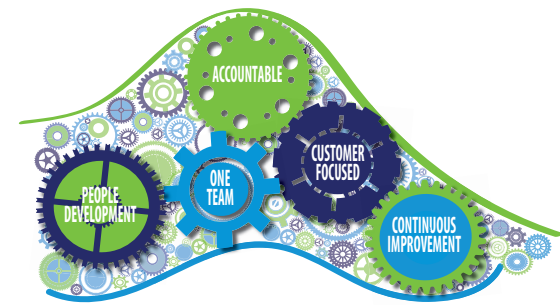 ACCOUNTABLE
CUSTOMER
FOCUSED
ONE
TEAM
PEOPLE
DEVELOPMENT
CONTINUOUS
IMPROVEMENT